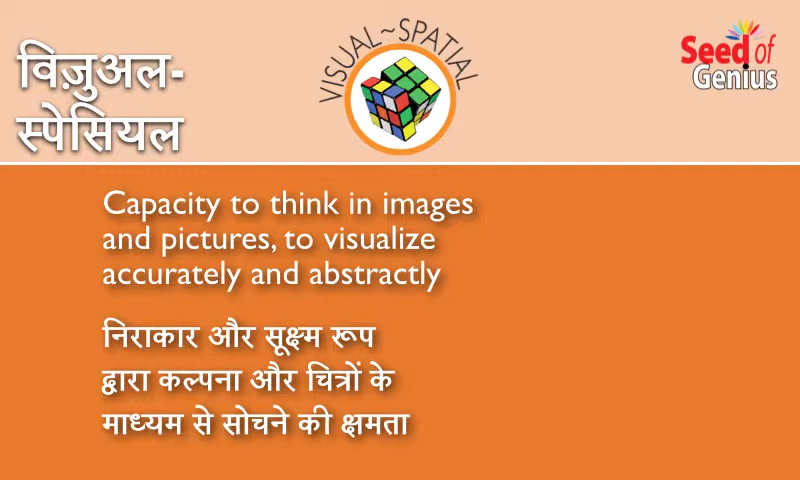 विज़ुअल-
स्पेसियल
VISUAL~SPATIAL
Seed of
Genius
Capacity to think in images
and pictures, to visualize
accurately and abstractly
निराकार और सूक्ष्म रूप
द्वारा कल्पना और चित्रों के
माध्यम से सोचने की क्षमता